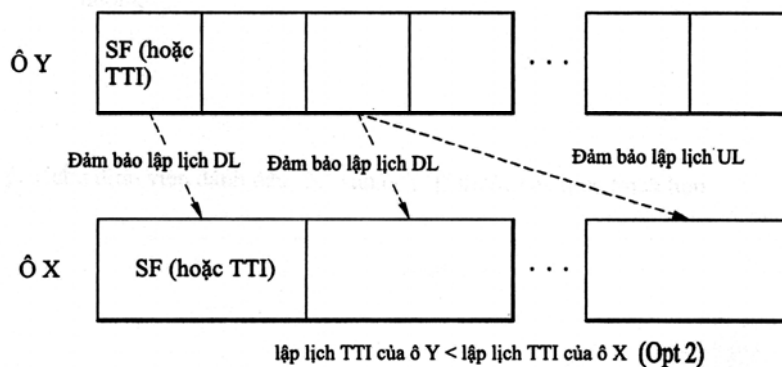 Ô Y
SF (hoặc
TTI)
. . .
Đảm bảo lập lịch DL
Đảm bảo lập lịch DL
Đảm bảo lập lịch UL
Ô X
SF (hoặc TTI)
. . .
lập lịch TTI của ô Y < lập lịch TTI của ô X (Opt 2)